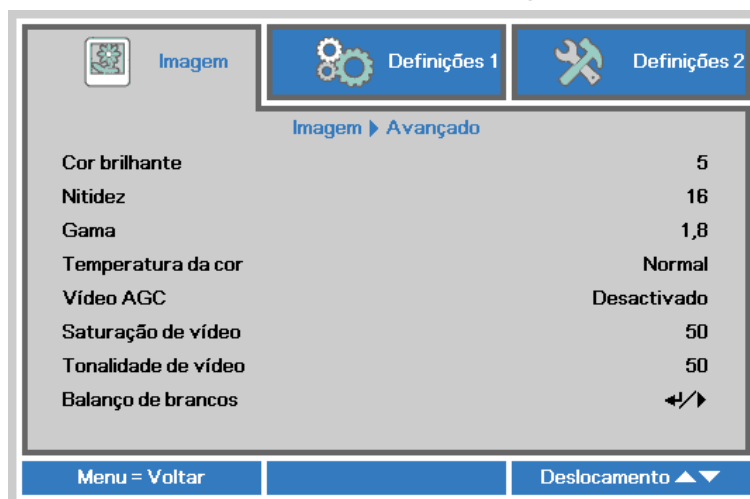 Imagem
Definições 1
Definições 2
Imagem Avançado
Cor brilhante 5
Nitidez 16
Gama 1,8
Temperatura da cor Normal
Vídeo AGC Desactivado
Saturação de vídeo 50
Tonalidade de vídeo 50
Balanço de brancos
Menu = Voltar
Deslocamento